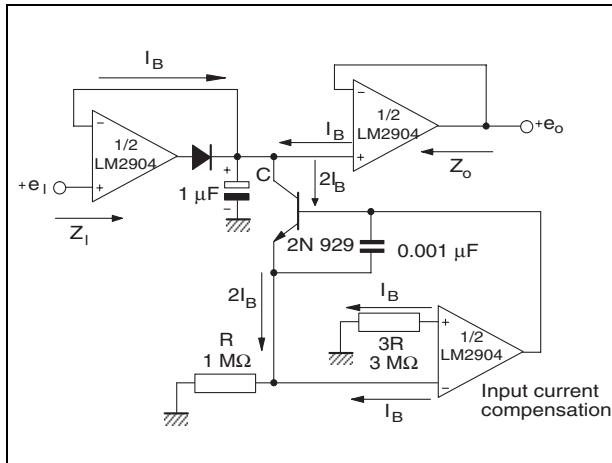 I_B
−
1/2
LM2904
+
+e_I
Z_I
+
1 μF
−
C
I_B
2I_B
−
1/2
LM2904
+
+e_o
Z_o
2N 929
0.001 μF
2I_B
R
1 MΩ
I_B
3R
3 MΩ
+
1/2
LM2904
−
I_B
Input current
compensation